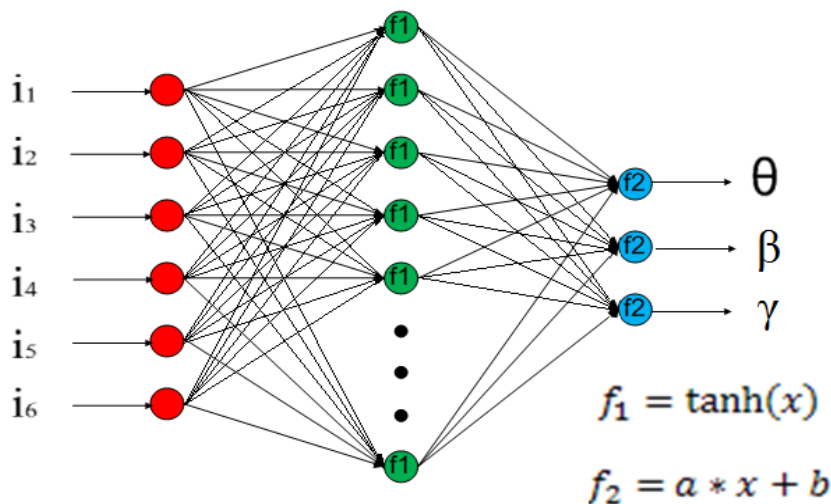 f1
i₁
f1
i₂
f1
f2
θ
i₃
f1
f2
β
i₄
f1
f2
γ
i₅
i₆
f₁ = tanh(x)
f1
f₂ = a * x + b